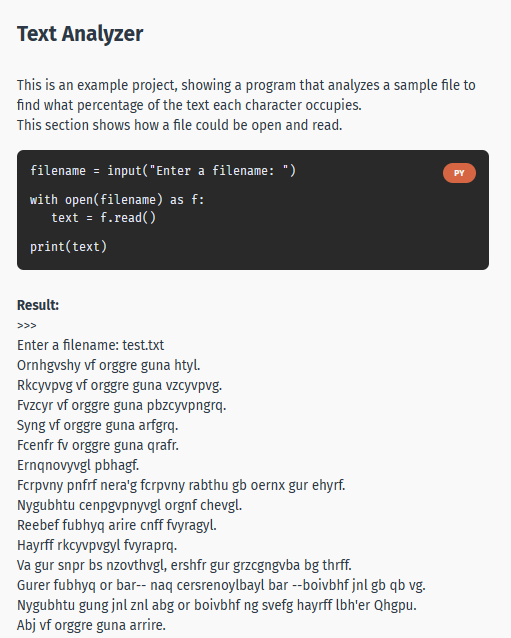 Text Analyzer
This is an example project, showing a program that analyzes a sample file to
find what percentage of the text each character occupies.
This section shows how a file could be open and read.
filename = input("Enter a filename: ")
PY
with open(filename) as f:
   text = f.read()
print(text)
Result:
>>>
Enter a filename: test.txt
Ornhgvshy vf orggre guna htyl.
Rkcyvpvg vf orggre guna vzcyvpvg.
Fvzcyr vf orggre guna pbzcyvpngrq.
Syng vf orggre guna arfgrq.
Fcenfr fv orggre guna qrafr.
Ernqnovyvgl pbhagf.
Fcrpvny pnfrf nera'g fcrpvny rabthu gb oernx gur ehyrf.
Nygubhtu cenpgvpnyvgl orgnf chevgl.
Reebef fubhyq arire cnff fvyragyl.
Hayrff rkcyvpvgyl fvyraprq.
Va gur snpr bs nzovthvgl, ershfr gur grzcgngvba bg thrff.
Gurer fubhyq or bar-- naq cersrenoylbayl bar --boivbhf jnl gb qb vg.
Nygubhtu gung jnl znl abg or boivbhf ng svefg hayrff lbh'er Qhgpu.
Abj vf orggre guna arrire.